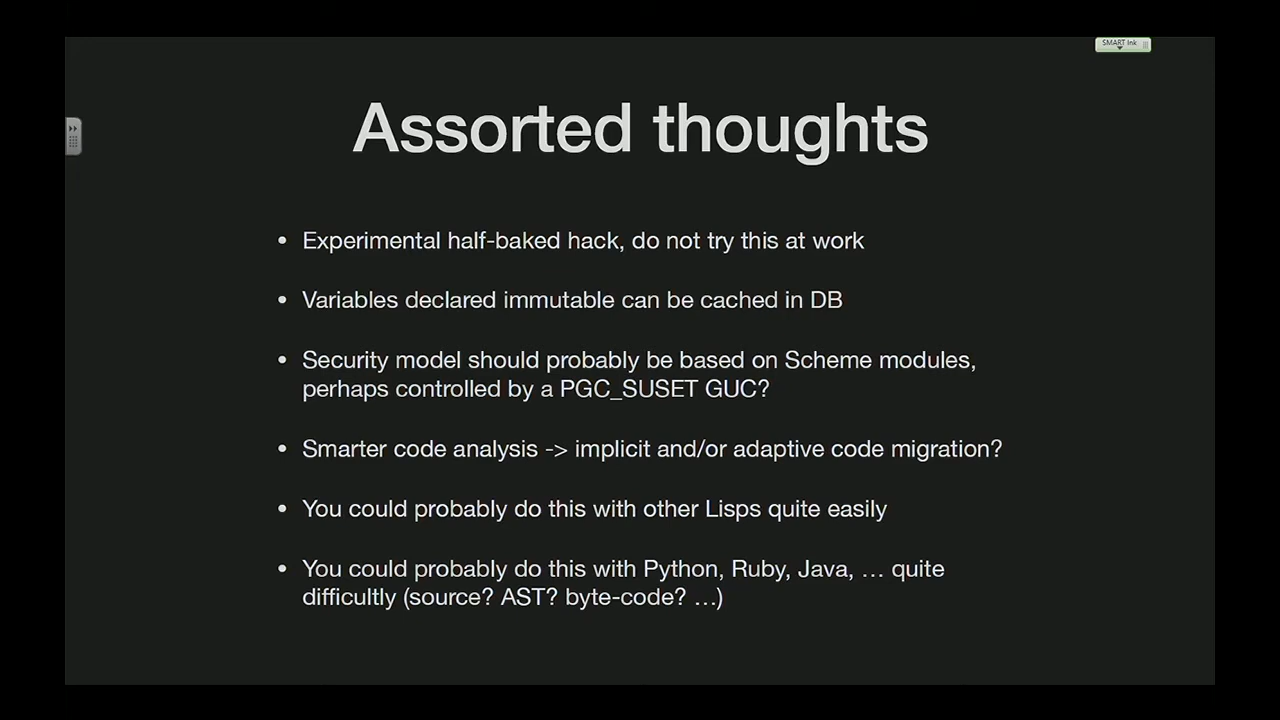 SMART Ink
Assorted thoughts
• Experimental half-baked hack, do not try this at work
• Variables declared immutable can be cached in DB
• Security model should probably be based on Scheme modules,
perhaps controlled by a PGC_SUSET GUC?
• Smarter code analysis -> implicit and/or adaptive code migration?
• You could probably do this with other Lisps quite easily
• You could probably do this with Python, Ruby, Java, … quite
difficultly (source? AST? byte-code? …)